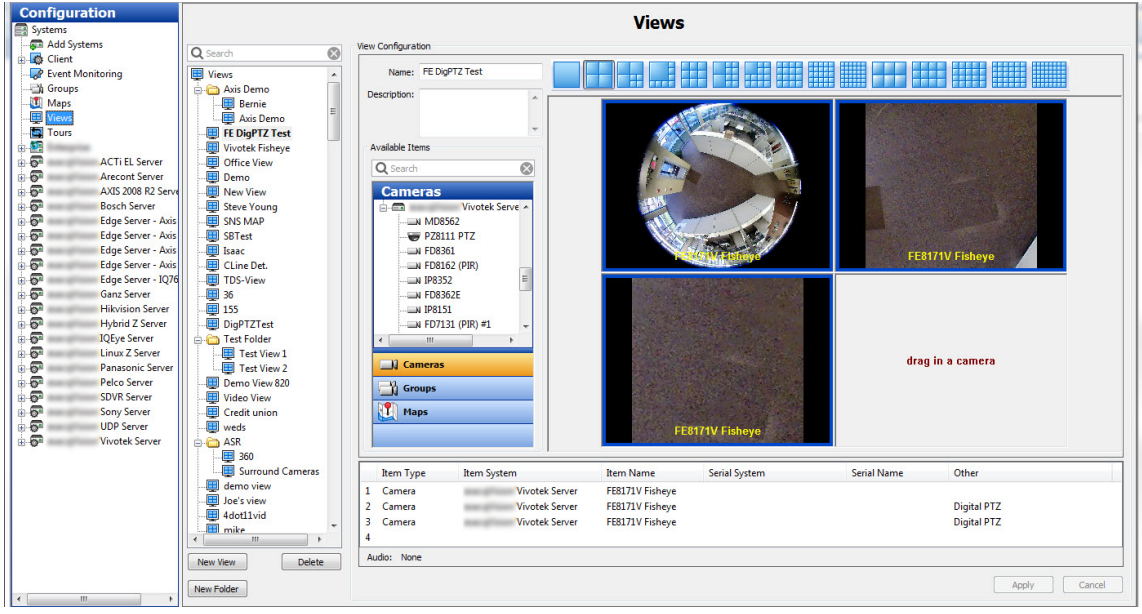 Configuration
Systems
Add Systems
Client
Event Monitoring
Groups
Maps
Views
Tours
ACTi EL Server
Arecont Server
AXIS 2008 R2 Serve
Bosch Server
Edge Server - Axis
Edge Server - Axis
Edge Server - Axis
Edge Server - Axis
Edge Server - IQ76
Ganz Server
Hikvision Server
Hybrid Z Server
IQEye Server
Linux Z Server
Panasonic Server
Pelco Server
SDVR Server
Sony Server
UDP Server
Vivotek Server
Views
Search
Views
Axis Demo
Bernie
Axis Demo
FE DigPTZ Test
Vivotek Fisheye
Office View
Demo
New View
Steve Young
SNS MAP
SBTest
Isaac
CLine Det.
TDS-View
36
155
DigPTZTest
Test Folder
Test View 1
Test View 2
Demo View 820
Video View
Credit union
weds
ASR
360
Surround Cameras
demo view
Joe's view
4dot11vid
mike
New View
Delete
New Folder
View Configuration
Name: FE DigPTZ Test
Description:
Available Items
Search
Cameras
Vivotek Serve
MD8562
PZ8111 PTZ
FD8361
FD8162 (PIR)
IP8352
FD8362E
IP8151
FD7131 (PIR) #1
Cameras
Groups
Maps
FE8171V Fisheye
FE8171V Fisheye
FE8171V Fisheye
drag in a camera
Item Type Item System Item Name Serial System Serial Name Other
1 Camera Vivotek Server FE8171V Fisheye
2 Camera Vivotek Server FE8171V Fisheye Digital PTZ
3 Camera Vivotek Server FE8171V Fisheye Digital PTZ
4
Audio: None
Apply
Cancel